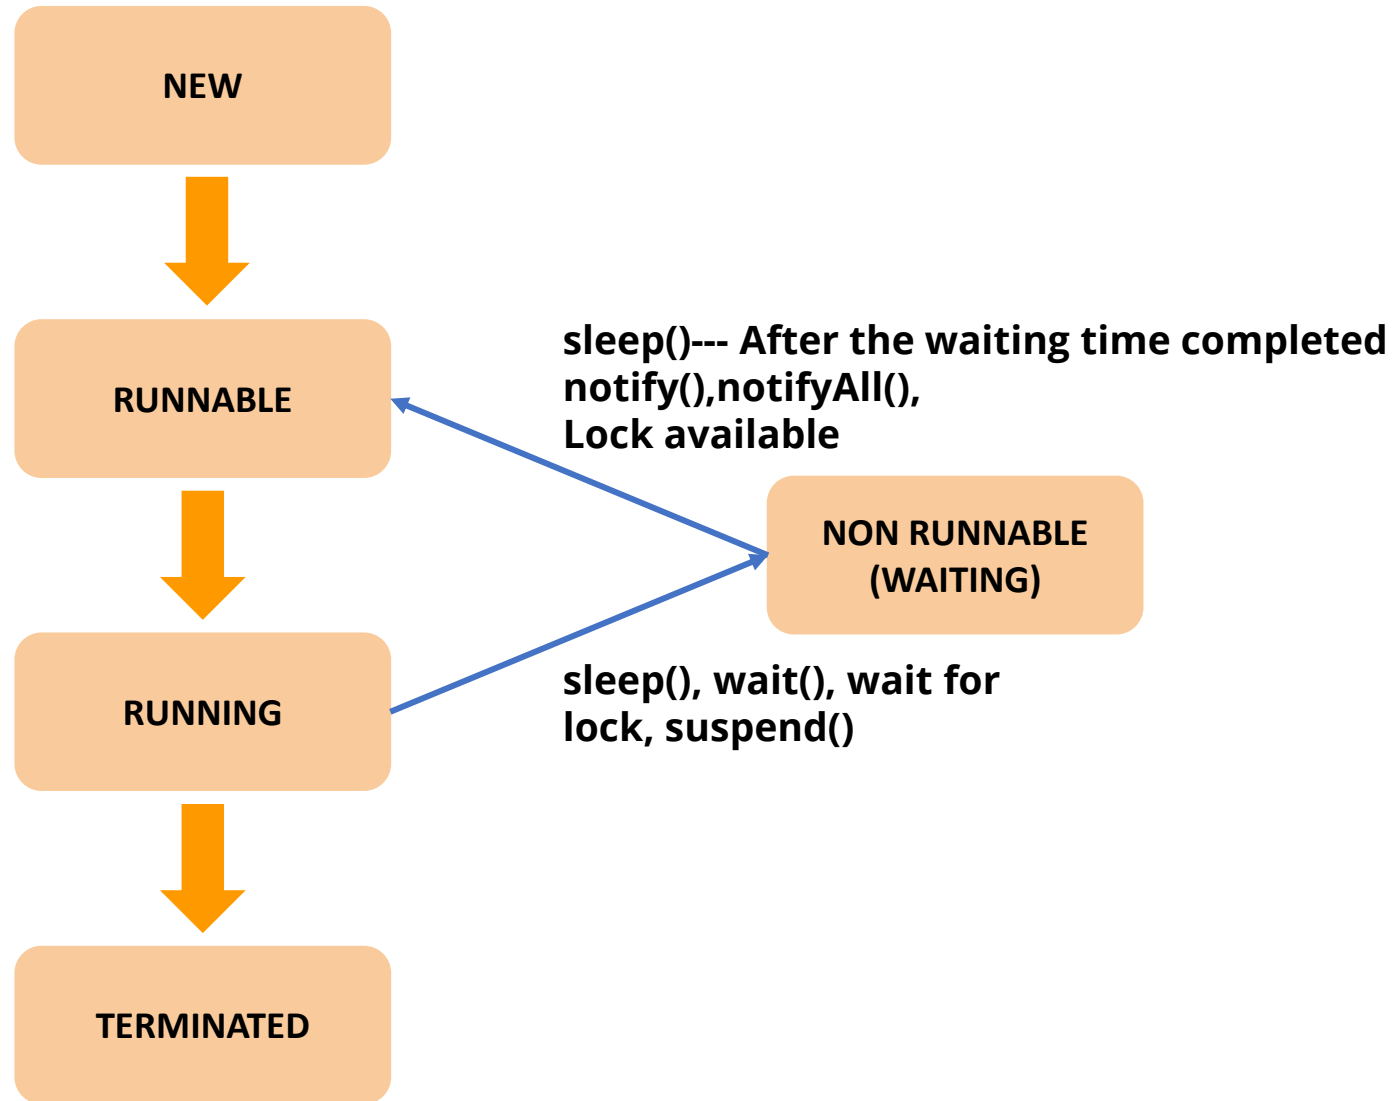 NEW
RUNNABLE
sleep()--- After the waiting time completed
notify(),notifyAll(),
Lock available
NON RUNNABLE
(WAITING)
RUNNING
sleep(), wait(), wait for
lock, suspend()
TERMINATED